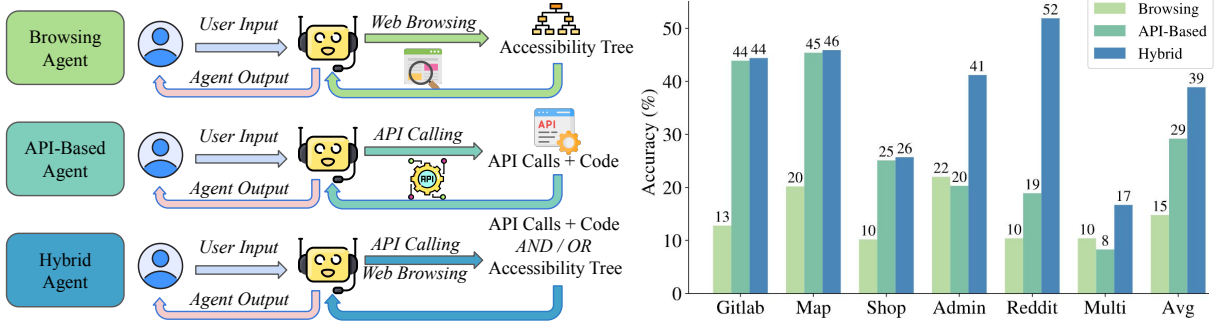 Browsing
Agent
User Input
Agent Output
Web Browsing
Accessibility Tree
API-Based
Agent
User Input
Agent Output
API Calling
API
API
API Calls + Code
Hybrid
Agent
User Input
Agent Output
API Calling
Web Browsing
API Calls + Code
AND / OR
Accessibility Tree
Accuracy (%)
50
40
30
20
10
0
Browsing
API-Based
Hybrid
13 44 44
20 45 46
10 25 26
22 20 41
10 19 52
10 8 17
15 29 39
Gitlab Map Shop Admin Reddit Multi Avg